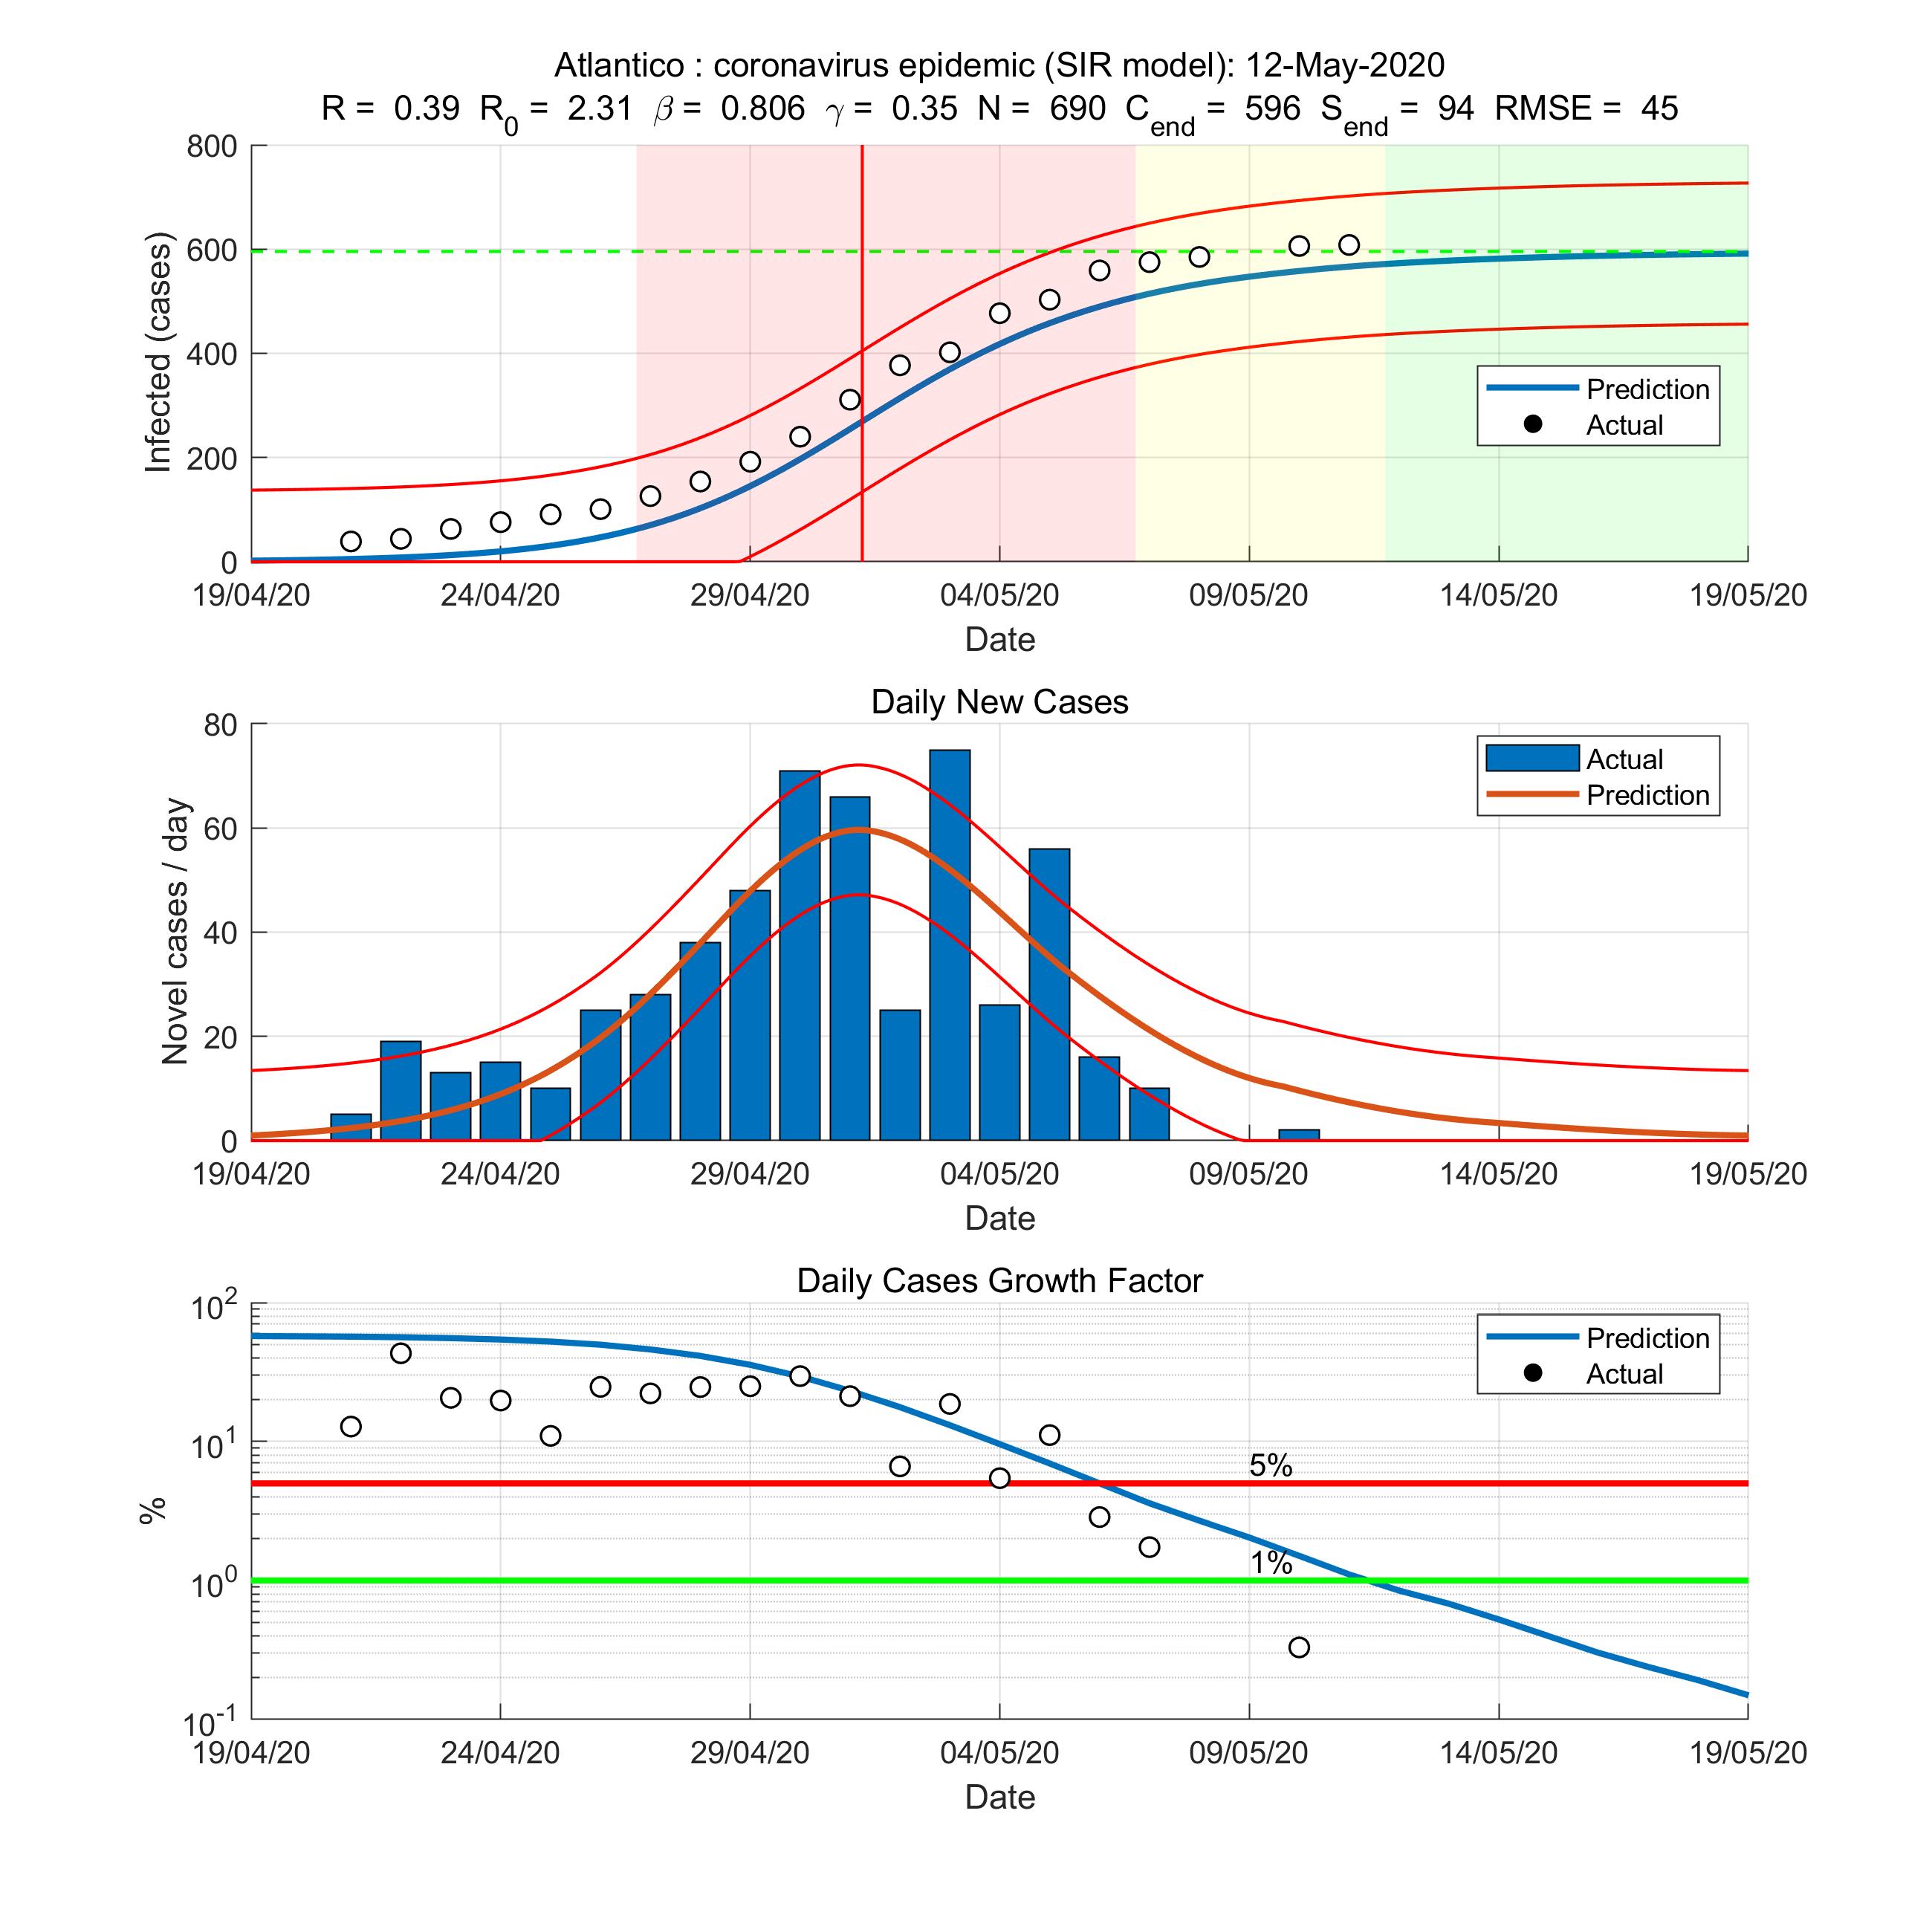 Atlantico : coronavirus epidemic (SIR model): 12-May-2020
R = 0.39 R0 = 2.31 β = 0.806 γ = 0.35 N = 690 Cend = 596 Send = 94 RMSE = 45
800
600
400
200
0
Infected (cases)
Prediction
Actual
19/04/20 24/04/20 29/04/20 04/05/20 09/05/20 14/05/20 19/05/20
Date
Daily New Cases
80
60
40
20
0
Novel cases / day
Actual
Prediction
19/04/20 24/04/20 29/04/20 04/05/20 09/05/20 14/05/20 19/05/20
Date
Daily Cases Growth Factor
10^2
10^1
10^0
10^-1
%
Prediction
Actual
5%
1%
19/04/20 24/04/20 29/04/20 04/05/20 09/05/20 14/05/20 19/05/20
Date